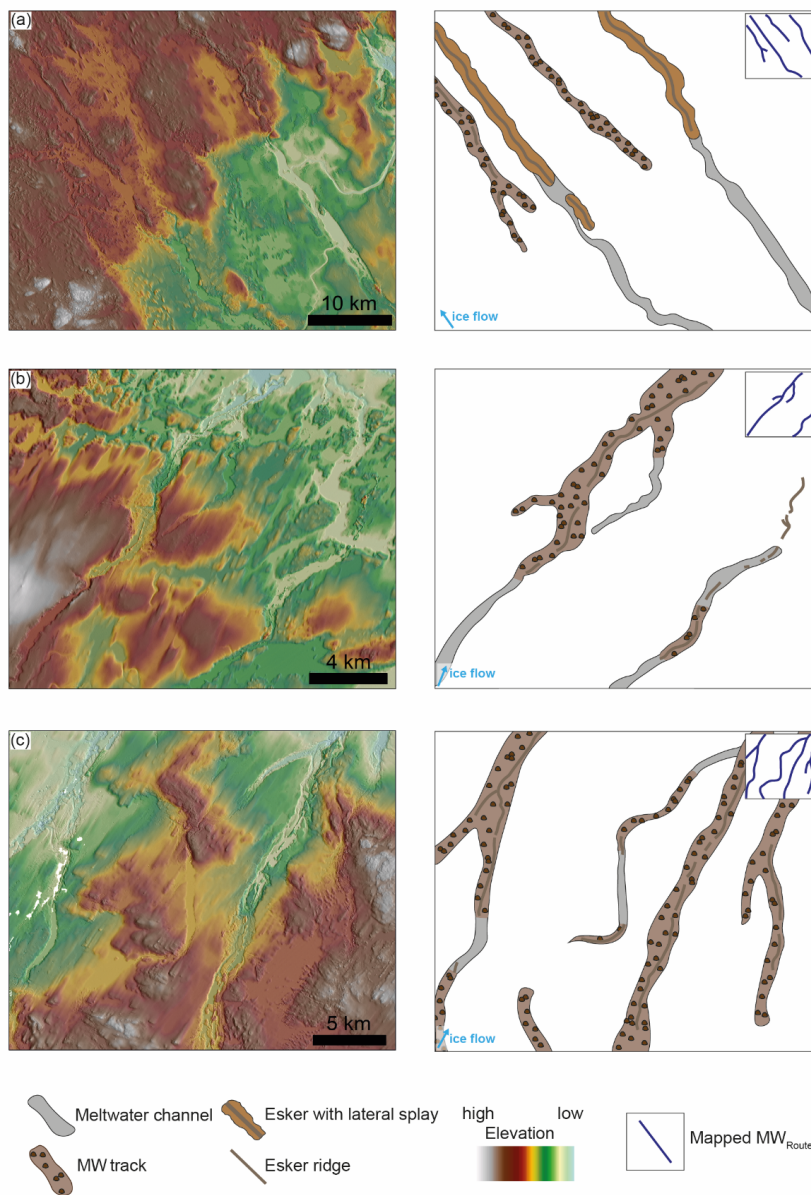 (a)
10 km
ice flow
(b)
4 km
ice flow
(c)
5 km
ice flow
Meltwater channel
Esker with lateral splay
high low
Elevation
Mapped MWRoute
MW track
Esker ridge